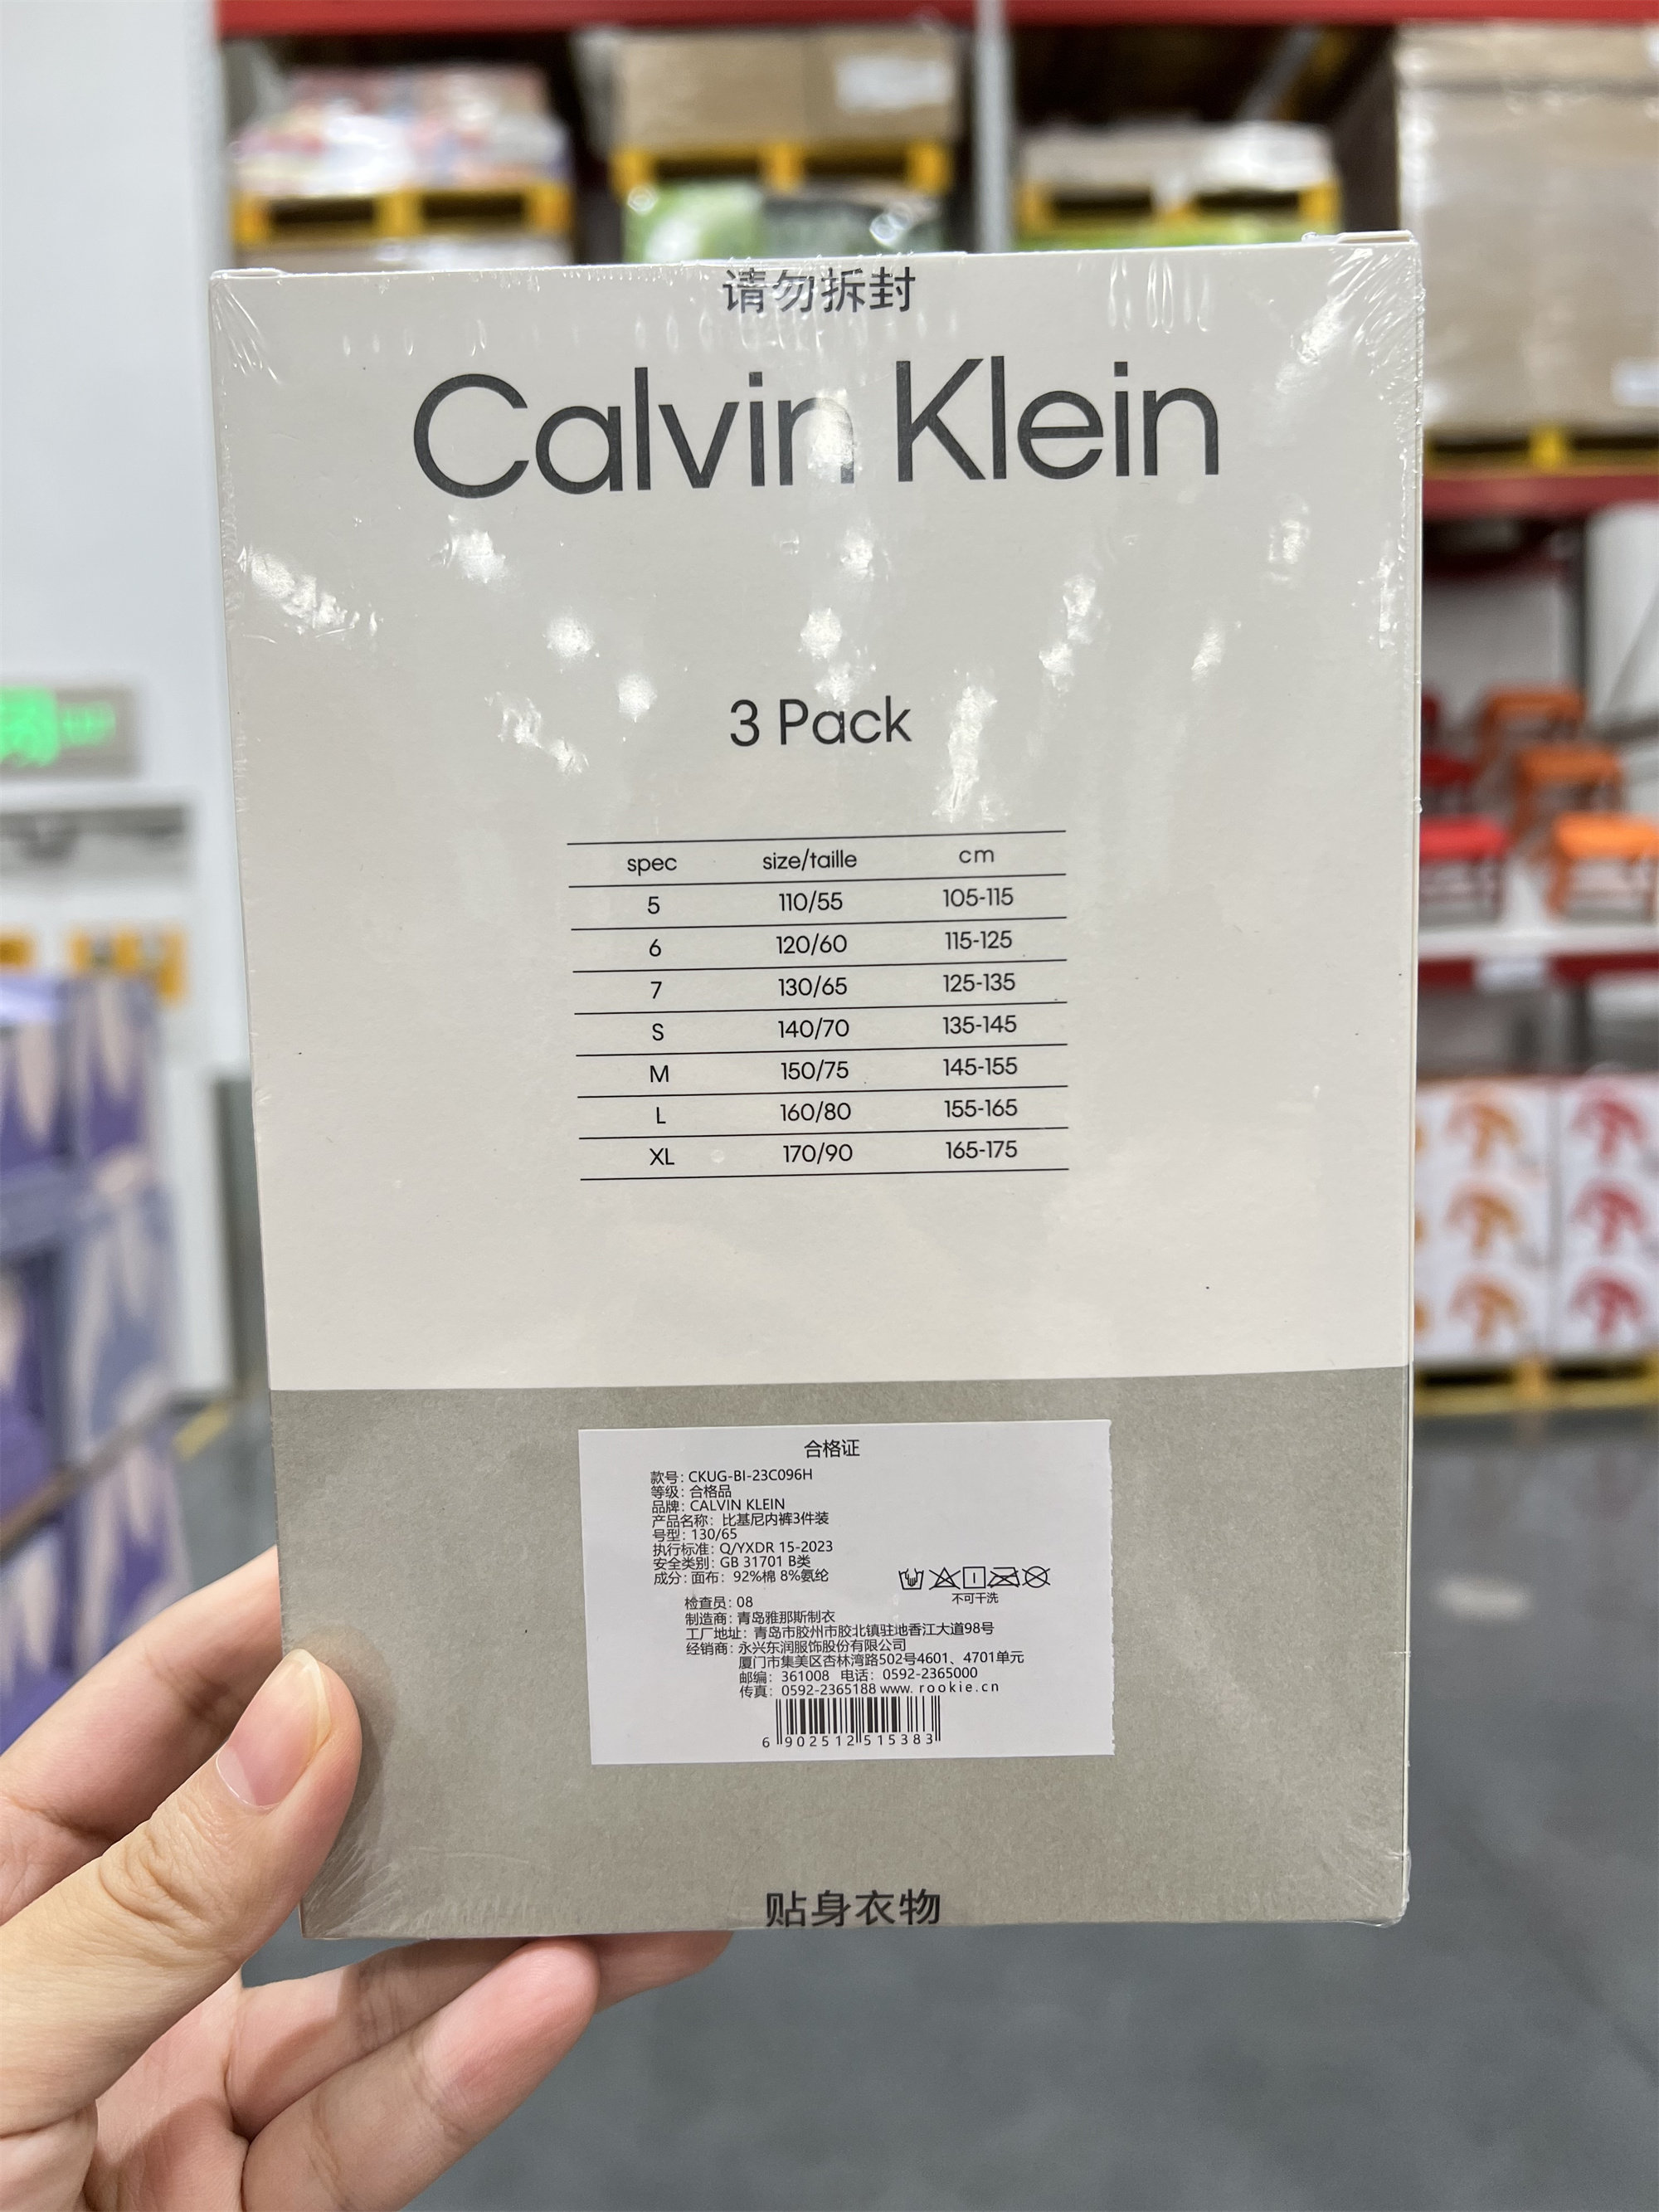 请勿拆封
Calvin Klein
3 Pack
spec size/taille cm
5 110/55 105-115
6 120/60 115-125
7 130/65 125-135
S 140/70 135-145
M 150/75 145-155
L 160/80 155-165
XL 170/90 165-175
合格证
款号: CKUG-BI-23C096H
等级: 合格品
品牌: CALVIN KLEIN
产品名称: 比基尼内裤3件装
号型: 130/65
执行标准: Q/YXDR 15-2023
安全类别: GB 31701 B类
成分: 面布: 92%棉 8%氨纶
不可干洗
检查员: 08
制造商: 青岛雅那斯制衣
工厂地址: 青岛市胶州市胶北镇驻地香江大道98号
经销商: 永兴东润服饰股份有限公司
厦门市集美区杏林湾路502号4601、4701单元
邮编: 361008 电话: 0592-2365000
传真: 0592-2365188 www.rookie.cn
6 902512 515383
贴身衣物